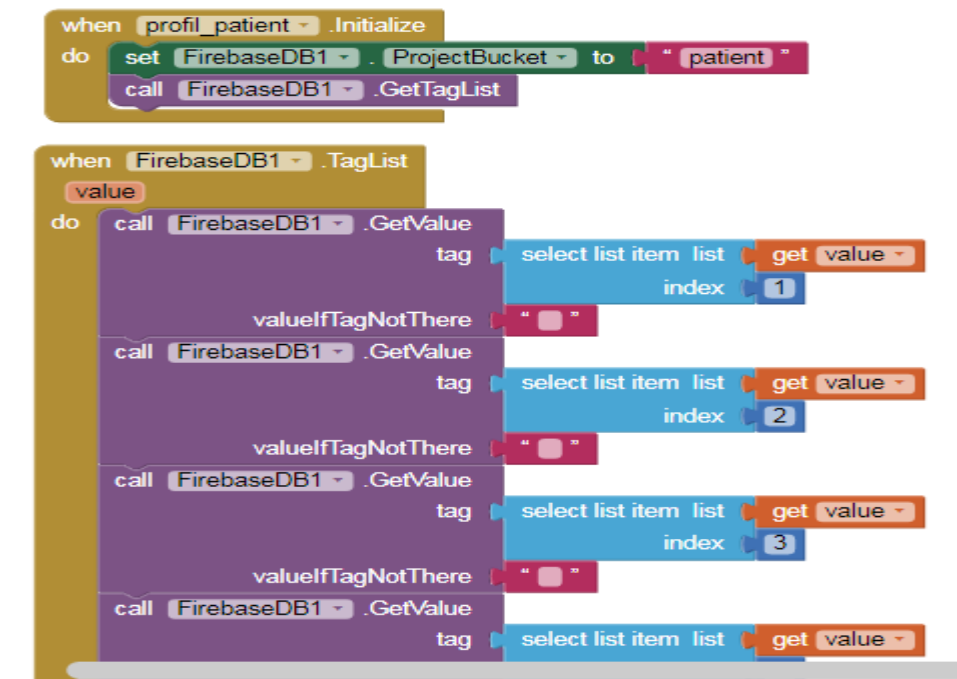 when profil_patient .Initialize
do set FirebaseDB1 . ProjectBucket to " patient "
call FirebaseDB1 .GetTagList
when FirebaseDB1 .TagList
value
do call FirebaseDB1 .GetValue
tag select list item list get value
index 1
valueIfTagNotThere " "
call FirebaseDB1 .GetValue
tag select list item list get value
index 2
valueIfTagNotThere " "
call FirebaseDB1 .GetValue
tag select list item list get value
index 3
valueIfTagNotThere " "
call FirebaseDB1 .GetValue
tag select list item list get value